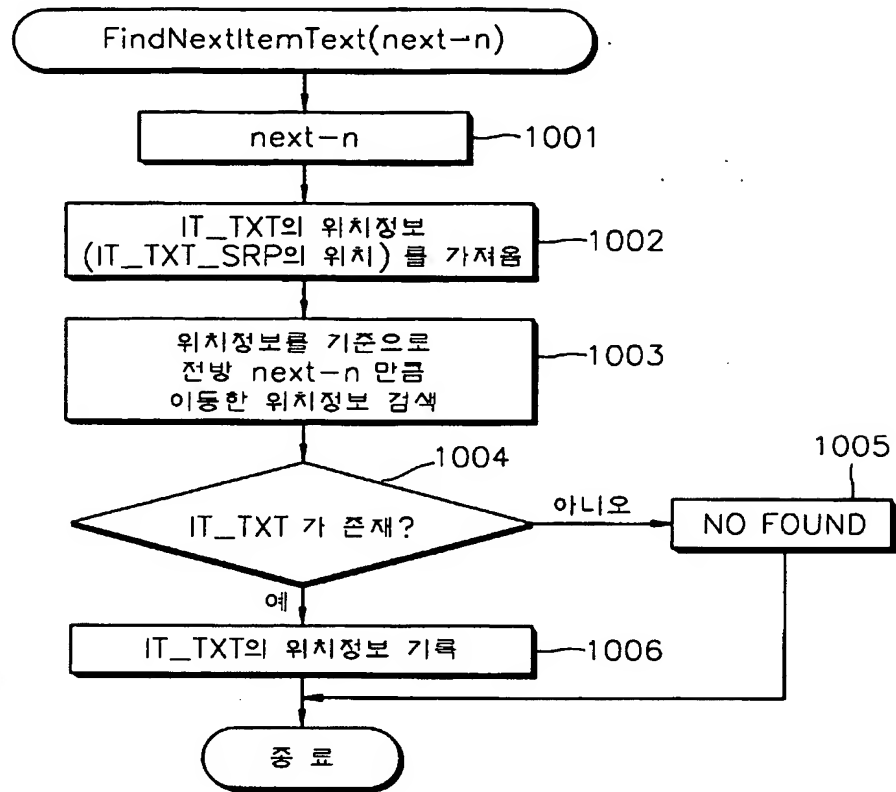 FindNextItemText(next-n)
next-n
1001
IT_TXT의 위치정보
(IT_TXT_SRP의 위치) 를 가져옴
1002
위치정보를 기준으로
전방 next-n 만큼
이동한 위치정보 검색
1003
1004
IT_TXT 가 존재?
아니오
1005
NO FOUND
예
IT_TXT의 위치정보 기록
1006
종 료